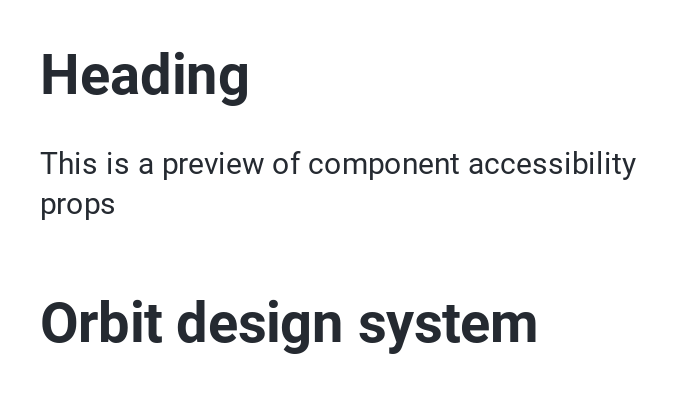 Heading
This is a preview of component accessibility
props
Orbit design system